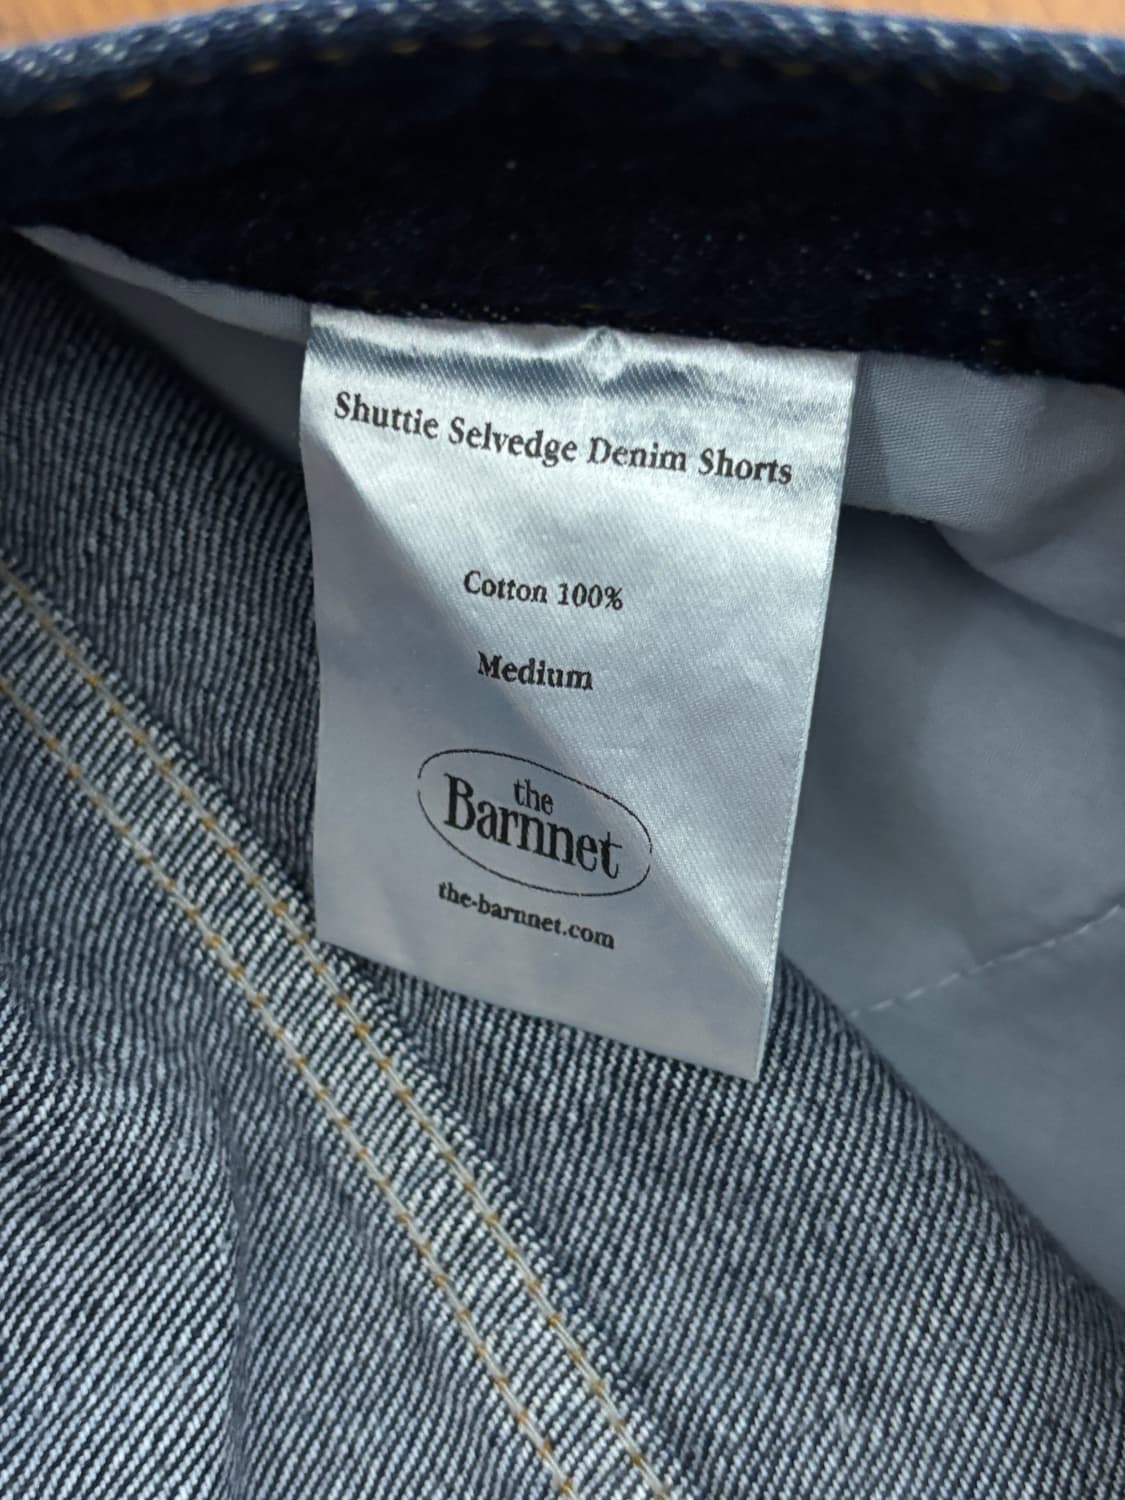 Shuttie Selvedge Denim Shorts
Cotton 100%
Medium
the
Barnnet
the-barnnet.com